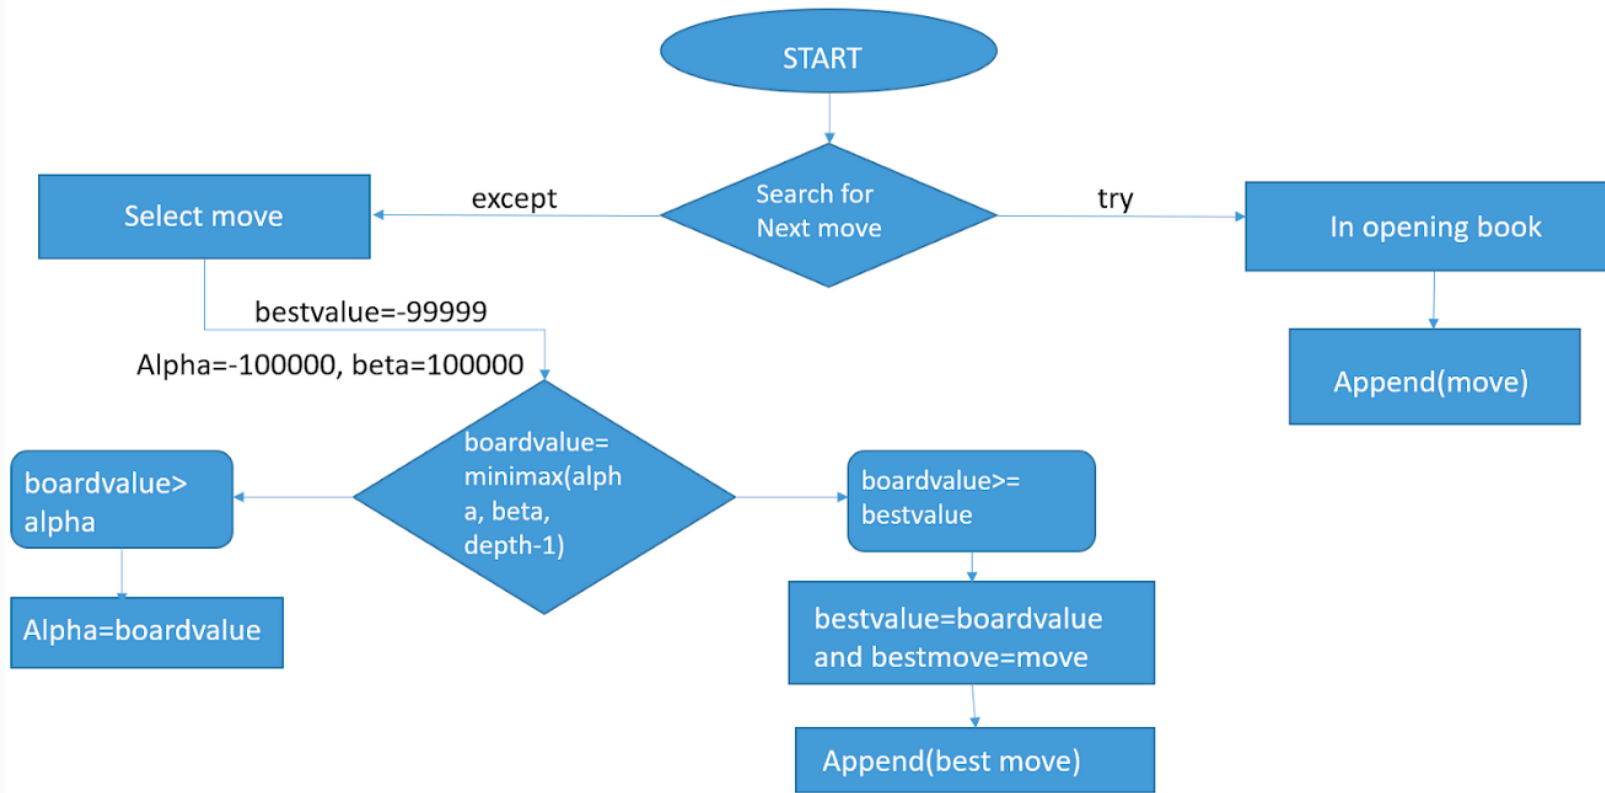 START
Search for
Next move
except
try
Select move
In opening book
bestvalue=-99999
Alpha=-100000, beta=100000
Append(move)
boardvalue=
minimax(alph
a, beta,
depth-1)
boardvalue>
alpha
boardvalue>=
bestvalue
Alpha=boardvalue
bestvalue=boardvalue
and bestmove=move
Append(best move)